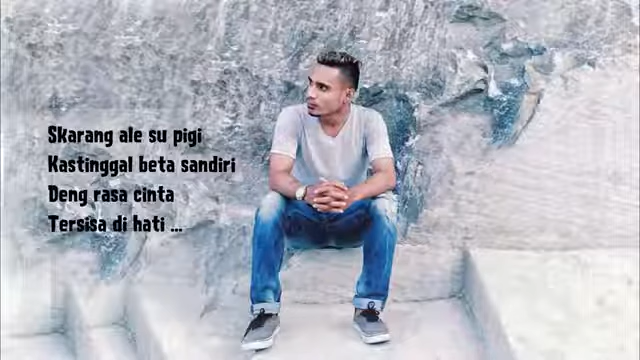 Skarang ale su pigi
Kastinggal beta sandiri
Deng rasa cinta
Tersisa di hati ...